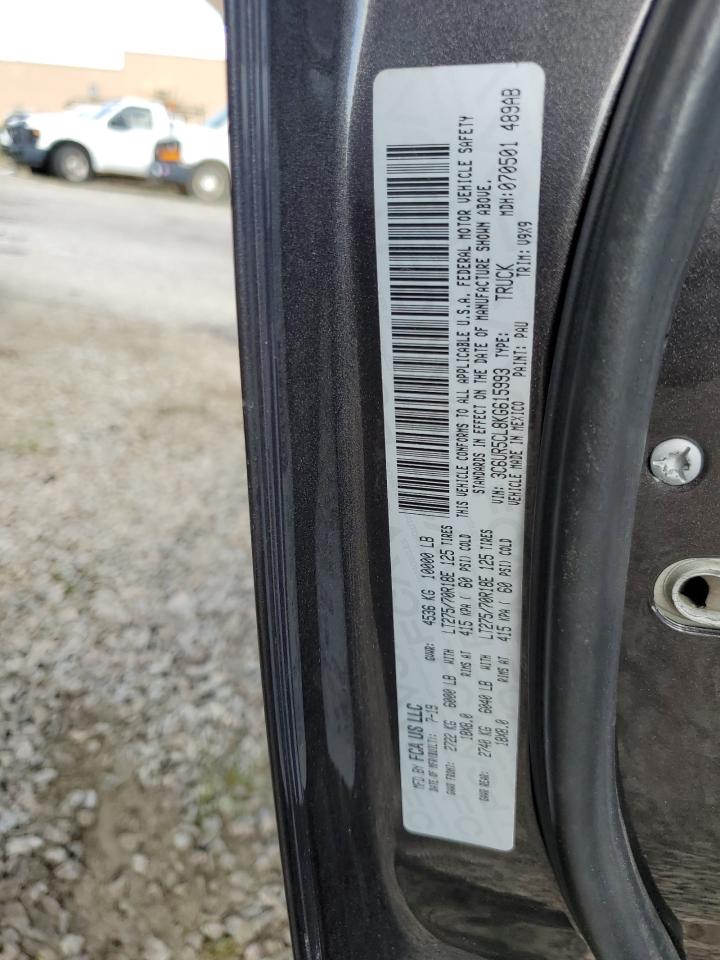 MFD BY FCA US LLC
DATE OF MFR(BUILT): 7-19 GVWR: 4536 KG 10000 LB
GAWR FRONT: 2722 KG 6000 LB WITH LT275/70R18E 125 TIRES
18X8.0 RIMS AT 415 KPA ( 60 PSI) COLD
GAWR REAR: 2740 KG 6040 LB WITH LT275/70R18E 125 TIRES
18X8.0 RIMS AT 415 KPA ( 60 PSI) COLD
THIS VEHICLE CONFORMS TO ALL APPLICABLE U.S.A. FEDERAL MOTOR VEHICLE SAFETY
STANDARDS IN EFFECT ON THE DATE OF MANUFACTURE SHOWN ABOVE.
VIN: 3C6UR5CL8KG615993 TYPE: TRUCK MDH:070501 489AB
VEHICLE MADE IN MEXICO PAINT: PAU TRIM: V9X9